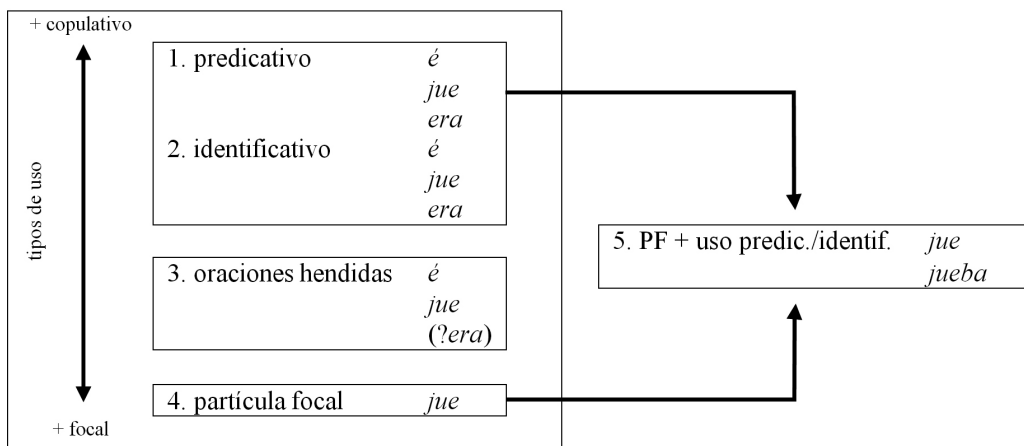 + copulativo
tipos de uso
1. predicativo é
jue
era
2. identificativo é
jue
era
3. oraciones hendidas é
jue
(?era)
4. partícula focal jue
+ focal
5. PF + uso predic./identif. jue
jueba